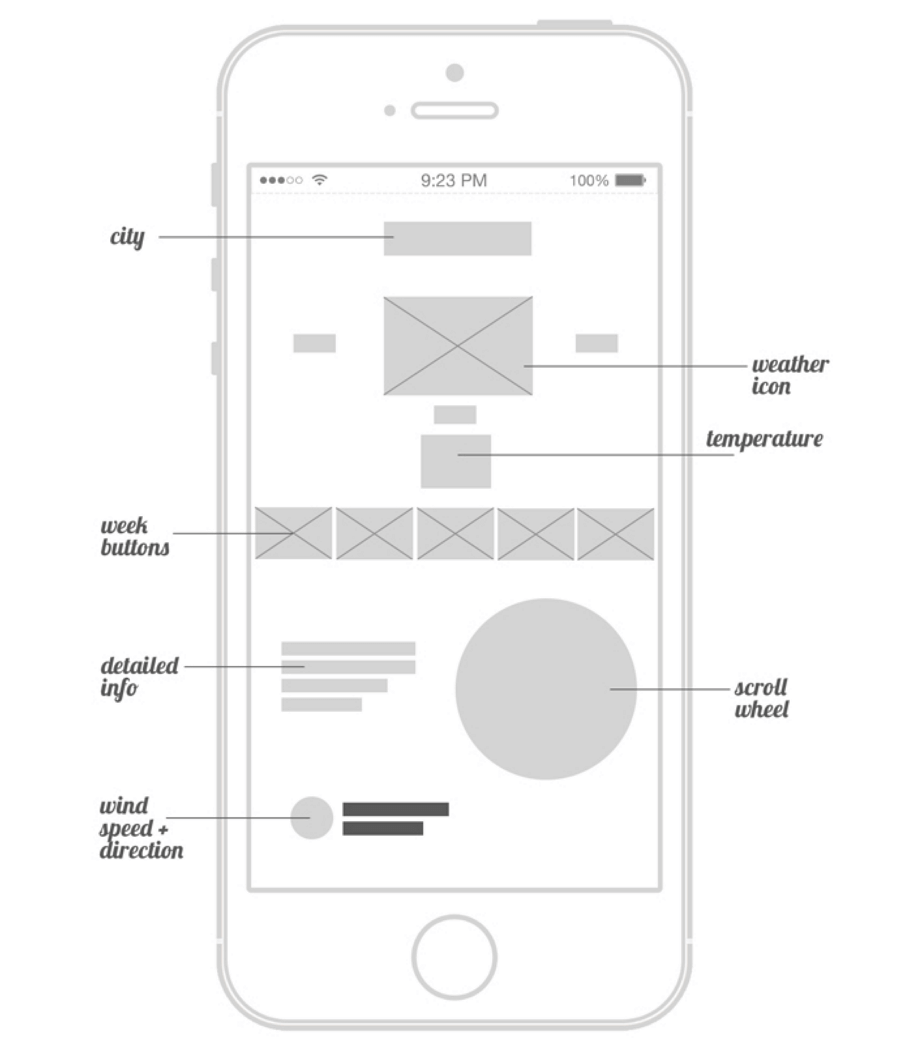 9:23 PM
100%
city
weather
icon
temperature
week
buttons
detailed
info
scroll
wheel
wind
speed +
direction